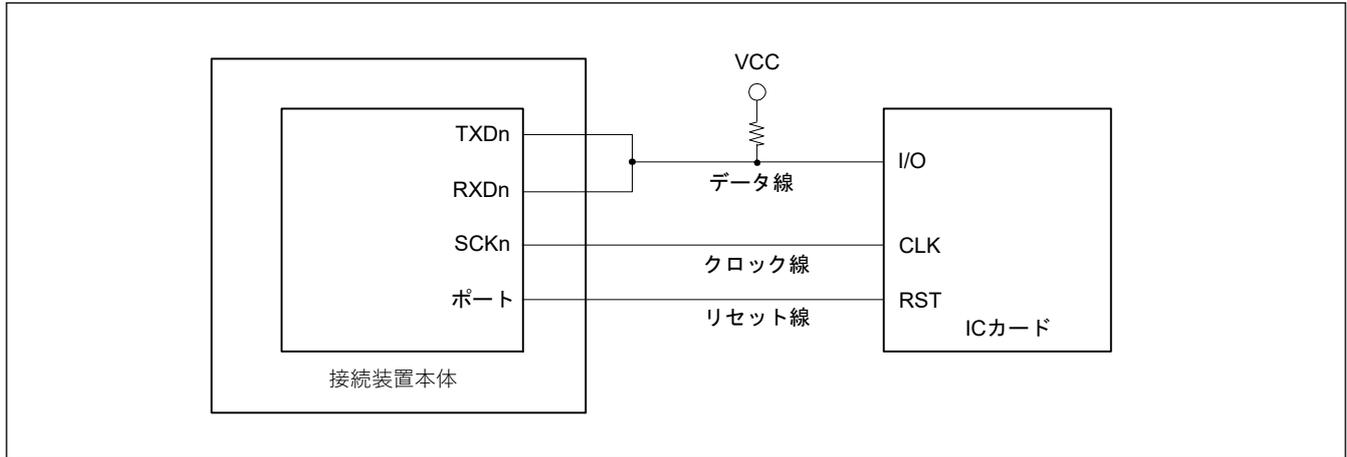 VCC
TXDn
RXDn
SCKn
ポート
接続装置本体
データ線
クロック線
リセット線
I/O
CLK
RST
ICカード